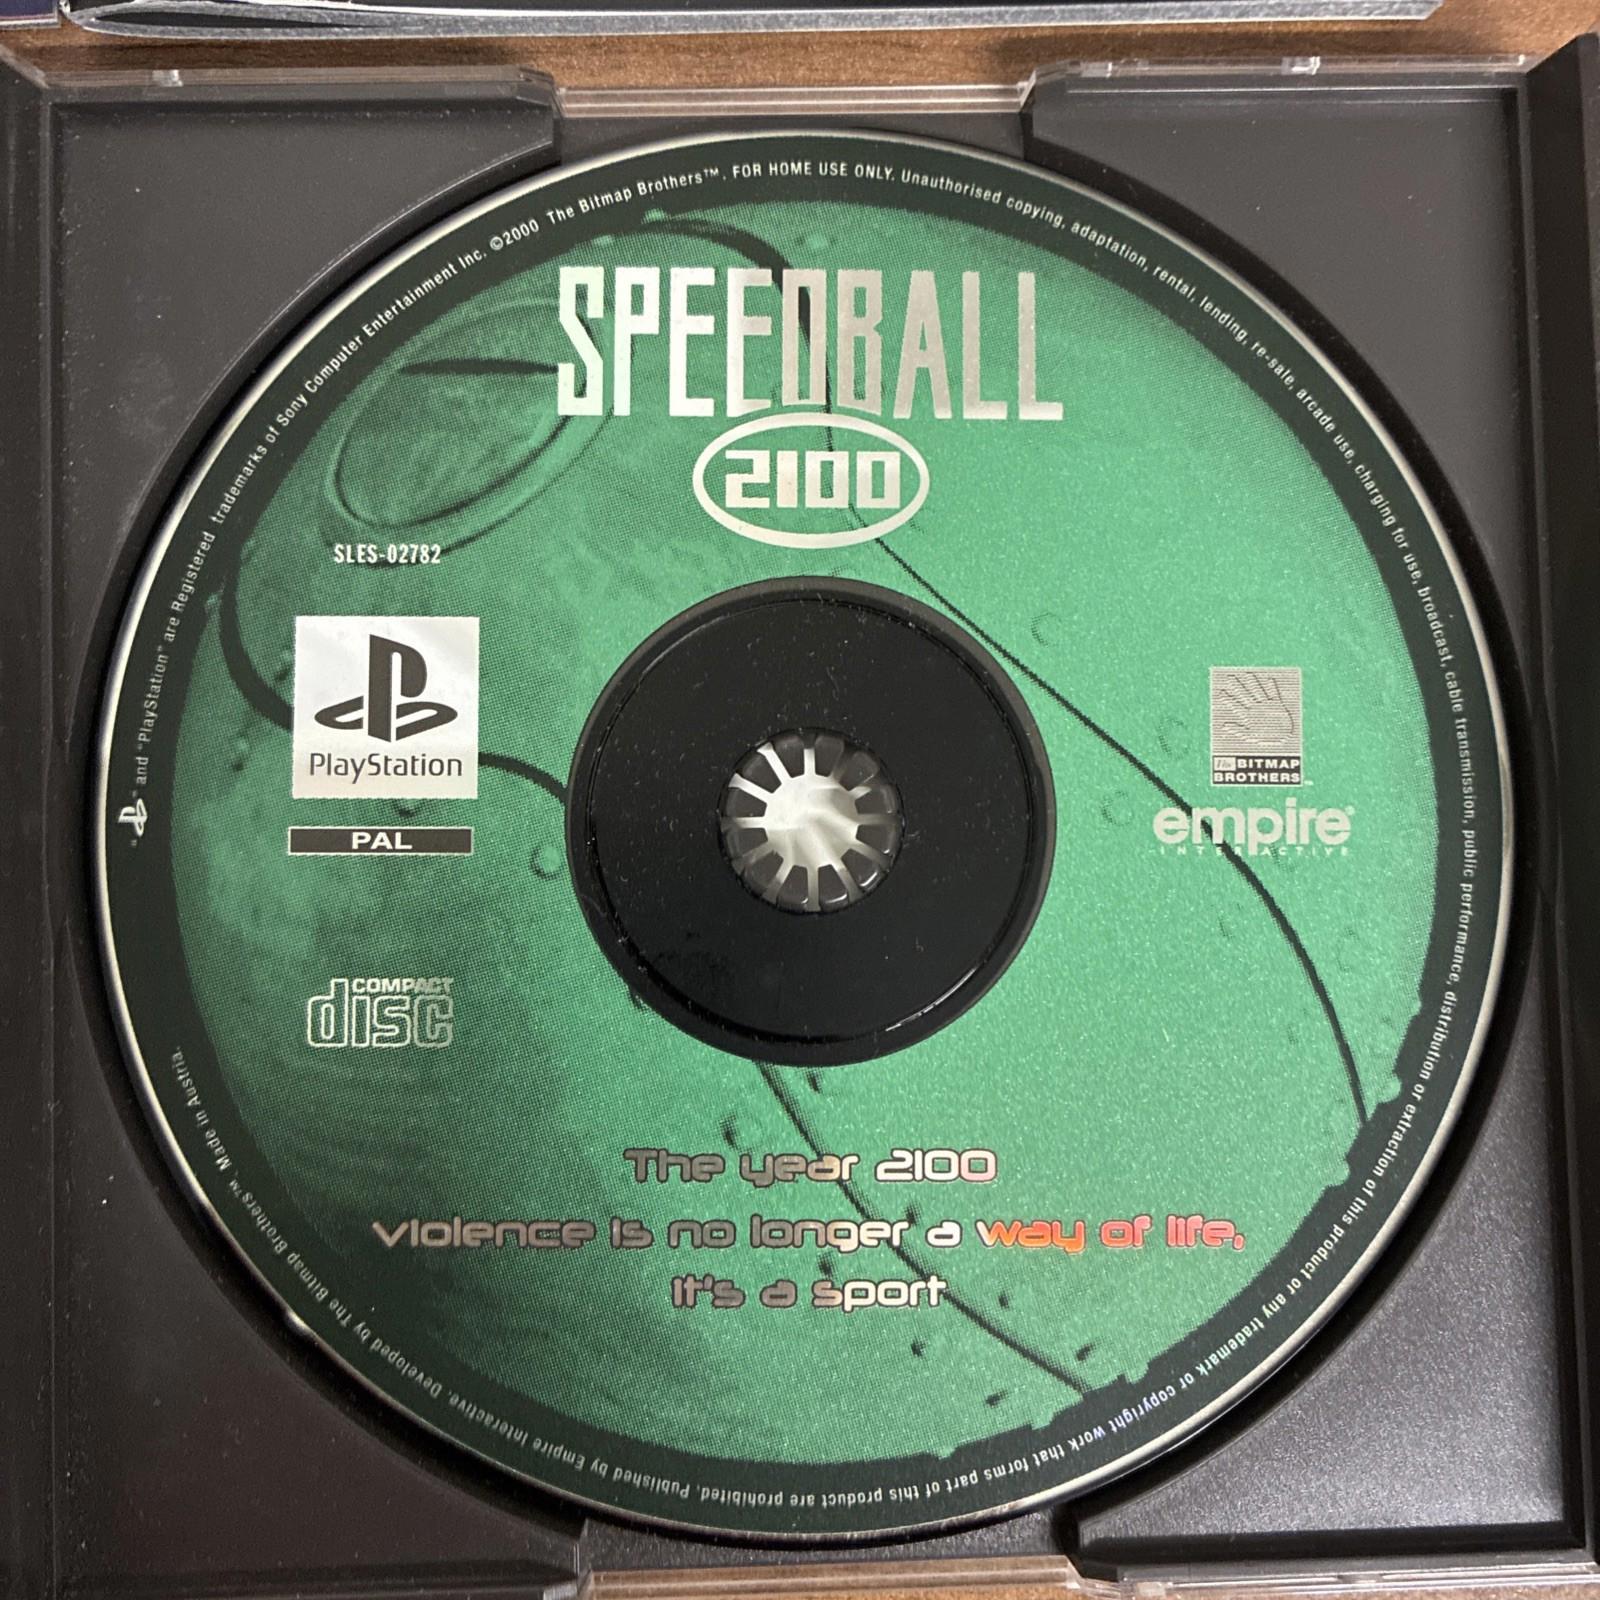 SPEEDBALL
2100
SLES-02782
PlayStation
PAL
The BITMAP
BROTHERS™
empire®
INTERACTIVE
COMPACT
disc
The year 2100
violence is no longer a way of life,
it's a sport
"PS" and "PlayStation" are Registered trademarks of Sony Computer Entertainment Inc. ©2000 The Bitmap Brothers™. FOR HOME USE ONLY. Unauthorised copying, adaptation, rental, lending, re-sale, arcade use, charging for use, broadcast, cable transmission, public performance, distribution or extraction of this product or any trademark or copyright work that forms part of this product are prohibited. Published by Empire Interactive. Developed by The Bitmap Brothers™. Made in Austria.